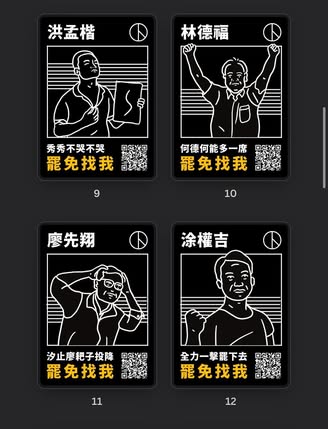 洪孟楷
秀秀不哭不哭
罷免找我
9
林德福
何德何能多一席
罷免找我
10
廖先翔
汐止廖耙子投降
罷免找我
11
涂權吉
全力一擊罷下去
罷免找我
12